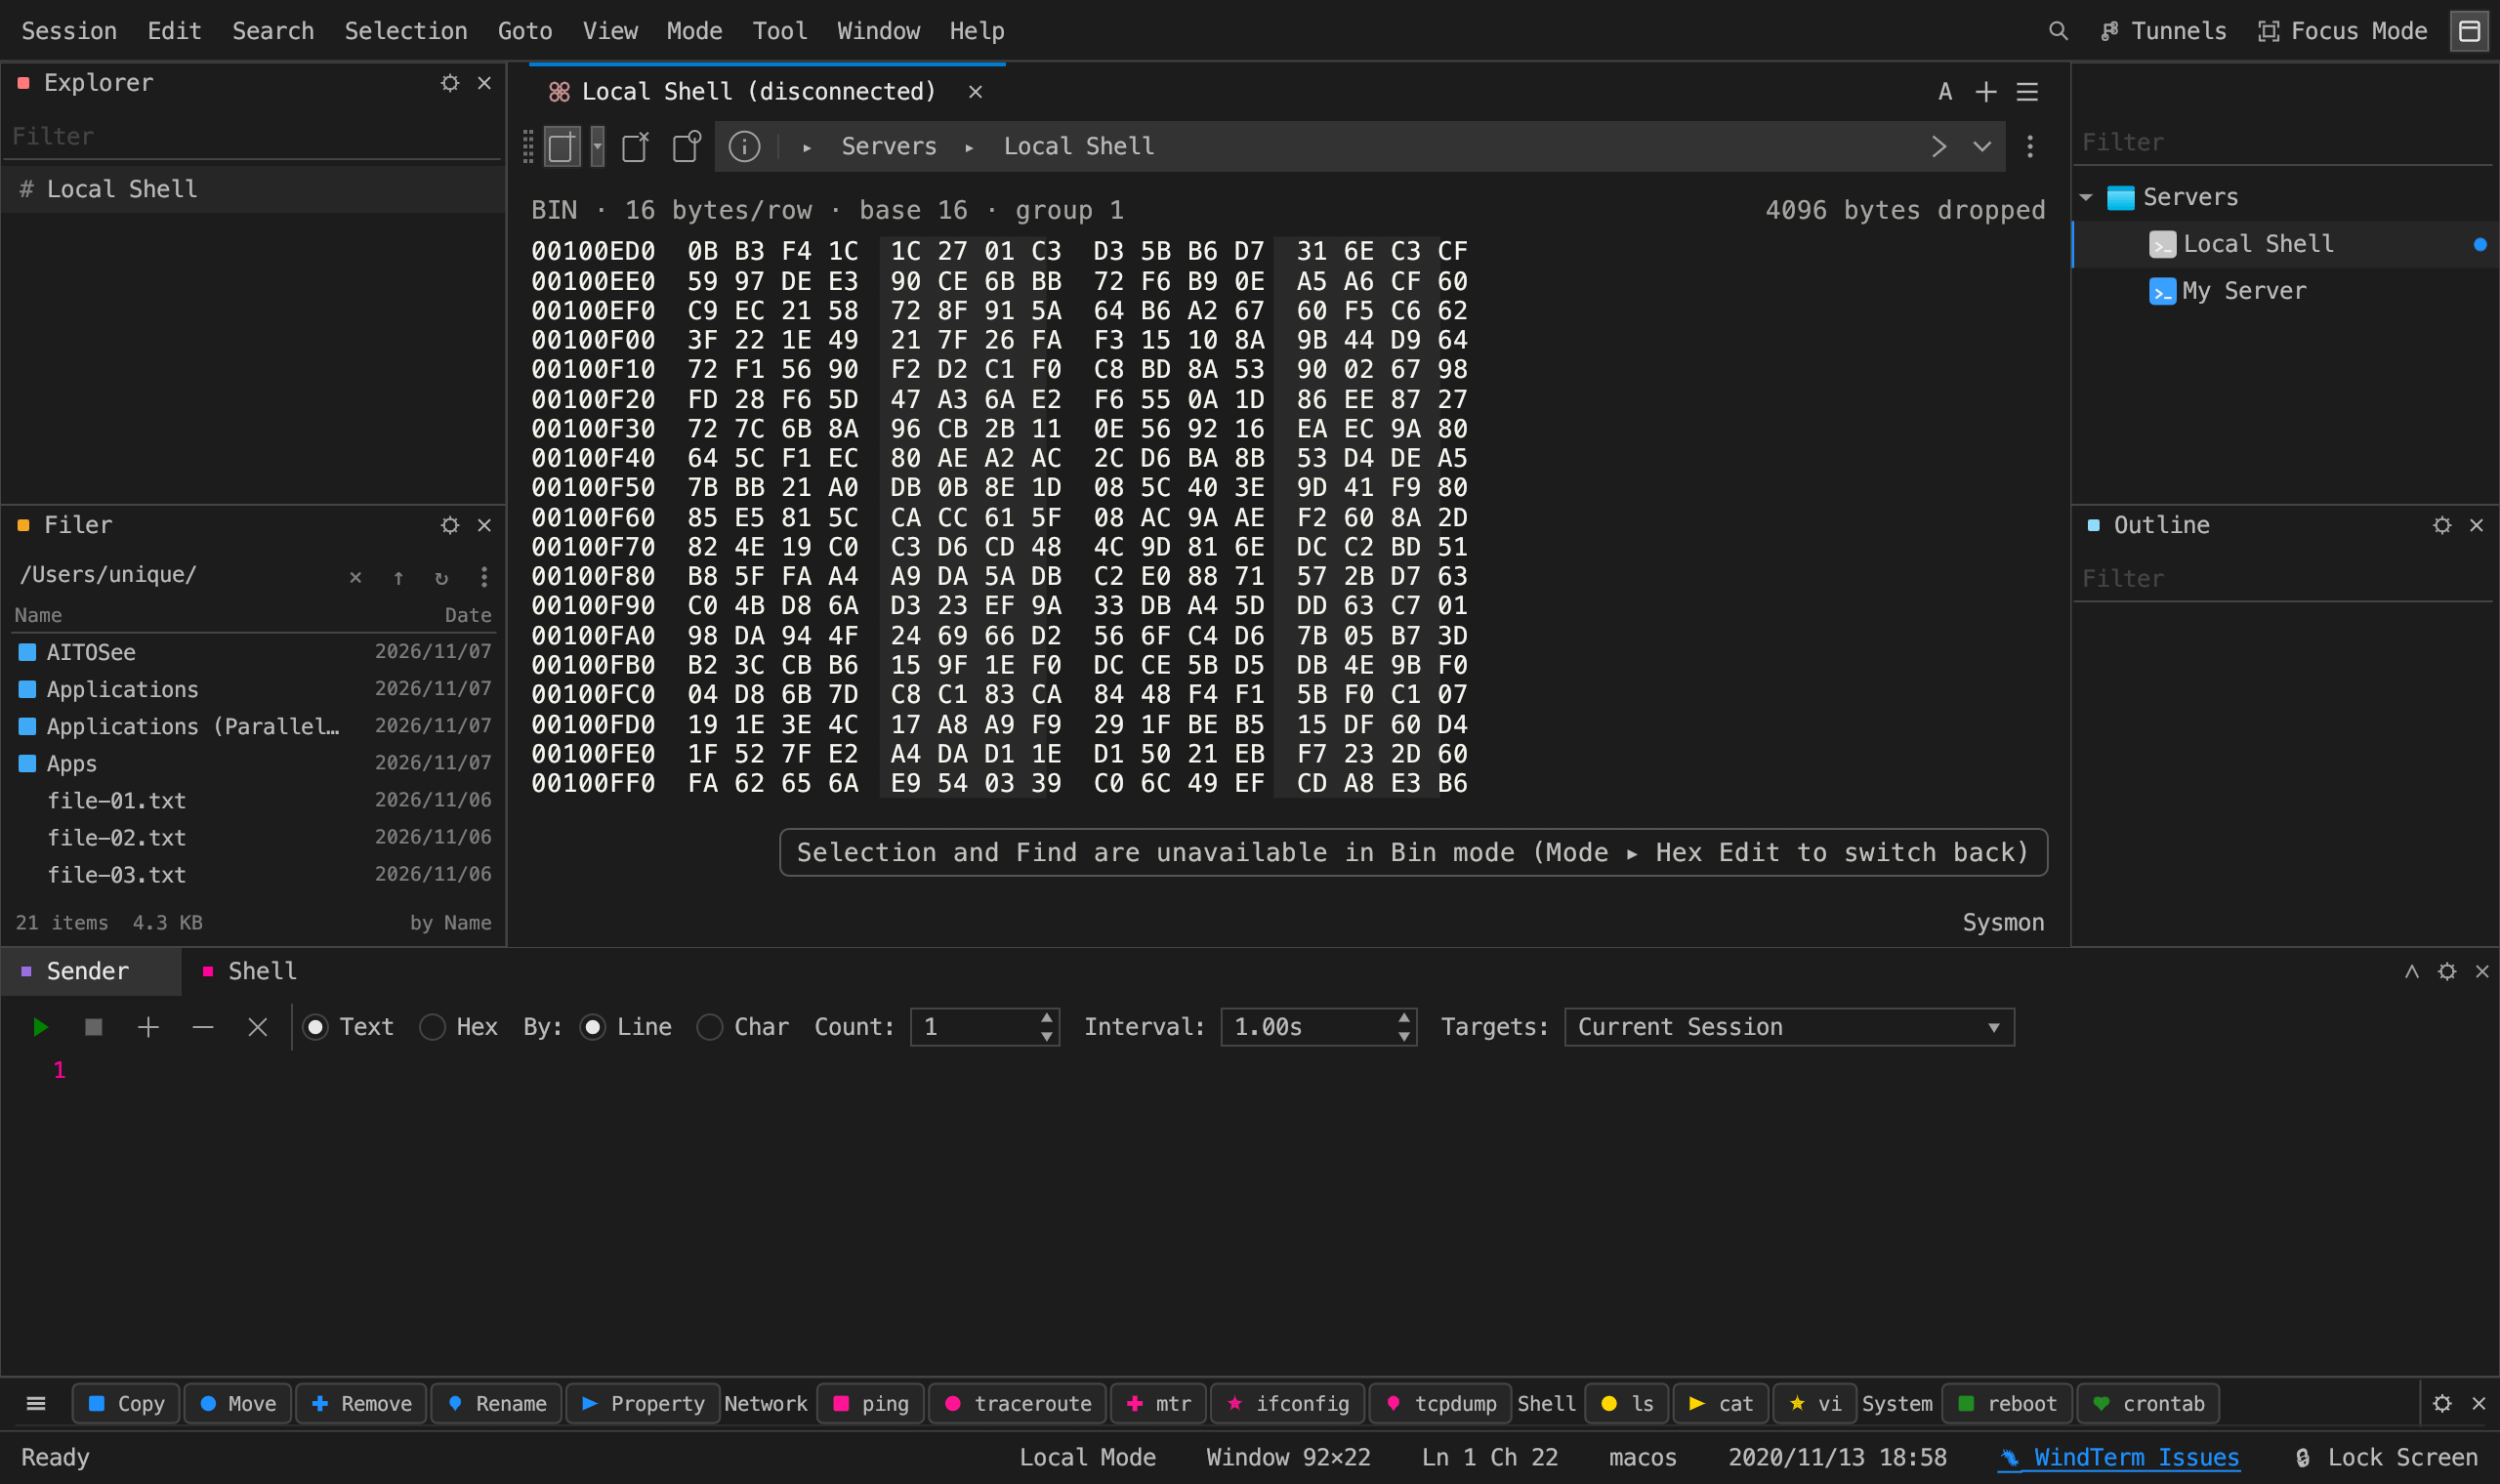 Session Edit Search Selection Goto View Mode Tool Window Help
Tunnels Focus Mode
Explorer
Filter
# Local Shell
Filer
/Users/unique/
Name Date
AITOSee 2026/11/07
Applications 2026/11/07
Applications (Parallel… 2026/11/07
Apps 2026/11/07
file-01.txt 2026/11/06
file-02.txt 2026/11/06
file-03.txt 2026/11/06
21 items 4.3 KB by Name
Local Shell (disconnected)
A
▸ Servers ▸ Local Shell
BIN · 16 bytes/row · base 16 · group 1 4096 bytes dropped
00100ED0 0B B3 F4 1C 1C 27 01 C3 D3 5B B6 D7 31 6E C3 CF
00100EE0 59 97 DE E3 90 CE 6B BB 72 F6 B9 0E A5 A6 CF 60
00100EF0 C9 EC 21 58 72 8F 91 5A 64 B6 A2 67 60 F5 C6 62
00100F00 3F 22 1E 49 21 7F 26 FA F3 15 10 8A 9B 44 D9 64
00100F10 72 F1 56 90 F2 D2 C1 F0 C8 BD 8A 53 90 02 67 98
00100F20 FD 28 F6 5D 47 A3 6A E2 F6 55 0A 1D 86 EE 87 27
00100F30 72 7C 6B 8A 96 CB 2B 11 0E 56 92 16 EA EC 9A 80
00100F40 64 5C F1 EC 80 AE A2 AC 2C D6 BA 8B 53 D4 DE A5
00100F50 7B BB 21 A0 DB 0B 8E 1D 08 5C 40 3E 9D 41 F9 80
00100F60 85 E5 81 5C CA CC 61 5F 08 AC 9A AE F2 60 8A 2D
00100F70 82 4E 19 C0 C3 D6 CD 48 4C 9D 81 6E DC C2 BD 51
00100F80 B8 5F FA A4 A9 DA 5A DB C2 E0 88 71 57 2B D7 63
00100F90 C0 4B D8 6A D3 23 EF 9A 33 DB A4 5D DD 63 C7 01
00100FA0 98 DA 94 4F 24 69 66 D2 56 6F C4 D6 7B 05 B7 3D
00100FB0 B2 3C CB B6 15 9F 1E F0 DC CE 5B D5 DB 4E 9B F0
00100FC0 04 D8 6B 7D C8 C1 83 CA 84 48 F4 F1 5B F0 C1 07
00100FD0 19 1E 3E 4C 17 A8 A9 F9 29 1F BE B5 15 DF 60 D4
00100FE0 1F 52 7F E2 A4 DA D1 1E D1 50 21 EB F7 23 2D 60
00100FF0 FA 62 65 6A E9 54 03 39 C0 6C 49 EF CD A8 E3 B6
Selection and Find are unavailable in Bin mode (Mode ▸ Hex Edit to switch back)
Sysmon
Filter
Servers
Local Shell
My Server
Outline
Filter
Sender Shell
Text Hex By: Line Char Count: 1 Interval: 1.00s Targets: Current Session
1
Copy Move Remove Rename Property Network ping traceroute mtr ifconfig tcpdump Shell ls cat vi System reboot crontab
Ready Local Mode Window 92×22 Ln 1 Ch 22 macos 2020/11/13 18:58 WindTerm Issues Lock Screen